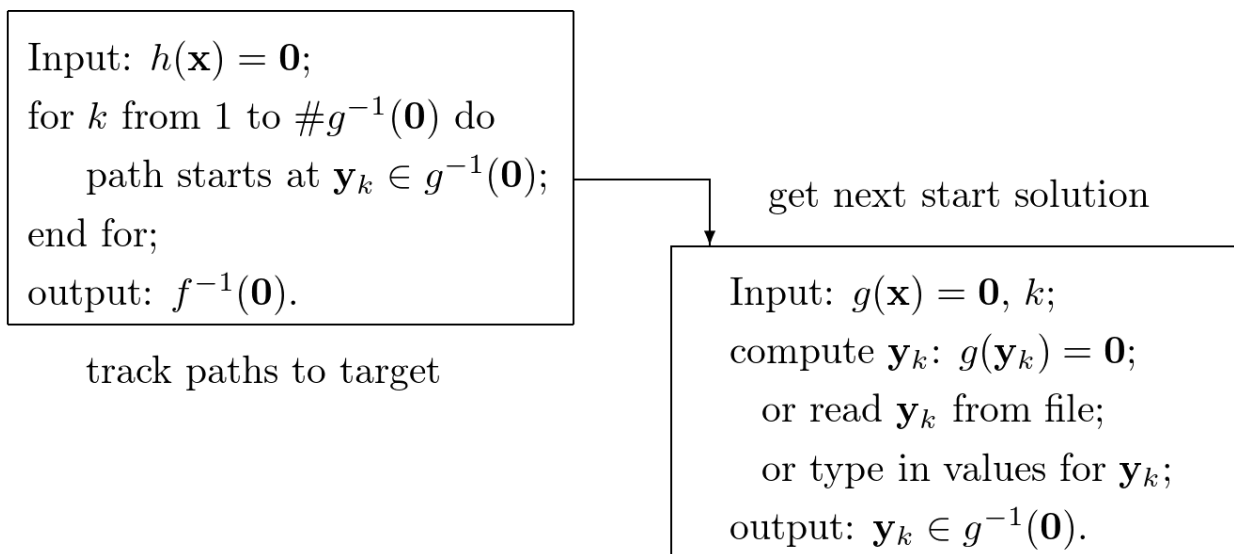 Input: h(x) = 0;
for k from 1 to #g⁻¹(0) do
path starts at yₖ ∈ g⁻¹(0);
end for;
output: f⁻¹(0).
track paths to target
get next start solution
Input: g(x) = 0, k;
compute yₖ: g(yₖ) = 0;
or read yₖ from file;
or type in values for yₖ;
output: yₖ ∈ g⁻¹(0).